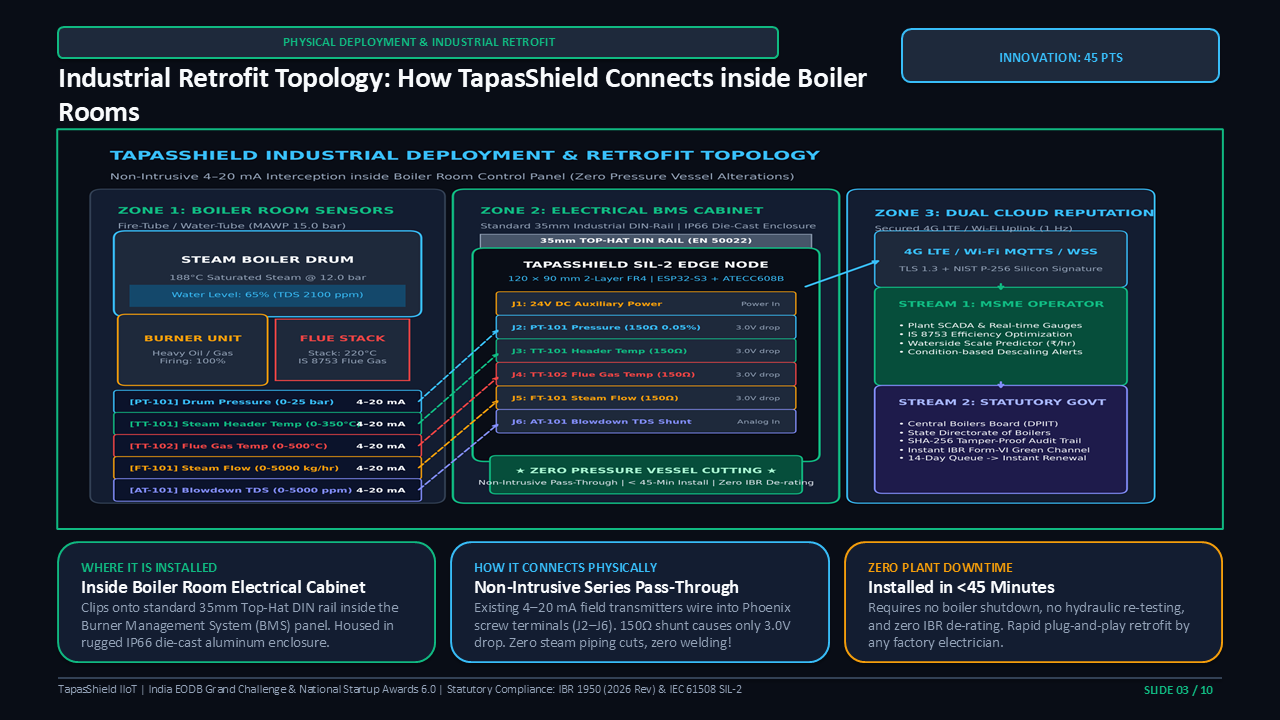 PHYSICAL DEPLOYMENT & INDUSTRIAL RETROFIT
INNOVATION: 45 PTS
Industrial Retrofit Topology: How TapasShield Connects inside Boiler
Rooms
TAPASSHIELD INDUSTRIAL DEPLOYMENT & RETROFIT TOPOLOGY
Non-Intrusive 4–20 mA Interception inside Boiler Room Control Panel (Zero Pressure Vessel Alterations)
ZONE 1: BOILER ROOM SENSORS
Fire-Tube / Water-Tube (MAWP 15.0 bar)
STEAM BOILER DRUM
188°C Saturated Steam @ 12.0 bar
Water Level: 65% (TDS 2100 ppm)
BURNER UNIT
Heavy Oil / Gas
Firing: 100%
FLUE STACK
Stack: 220°C
IS 8753 Flue Gas
[PT-101] Drum Pressure (0-25 bar) 4–20 mA
[TT-101] Steam Header Temp (0-350°C) 4–20 mA
[TT-102] Flue Gas Temp (0-500°C) 4–20 mA
[FT-101] Steam Flow (0-5000 kg/hr) 4–20 mA
[AT-101] Blowdown TDS (0-5000 ppm) 4–20 mA
ZONE 2: ELECTRICAL BMS CABINET
Standard 35mm Industrial DIN-Rail | IP66 Die-Cast Enclosure
35mm TOP-HAT DIN RAIL (EN 50022)
TAPASSHIELD SIL-2 EDGE NODE
120 × 90 mm 2-Layer FR4 | ESP32-S3 + ATECC608B
J1: 24V DC Auxiliary Power Power In
J2: PT-101 Pressure (150Ω 0.05%) 3.0V drop
J3: TT-101 Header Temp (150Ω) 3.0V drop
J4: TT-102 Flue Gas Temp (150Ω) 3.0V drop
J5: FT-101 Steam Flow (150Ω) 3.0V drop
J6: AT-101 Blowdown TDS Shunt Analog In
★ ZERO PRESSURE VESSEL CUTTING ★
Non-Intrusive Pass-Through | < 45-Min Install | Zero IBR De-rating
ZONE 3: DUAL CLOUD REPUTATION
Secured 4G LTE / Wi-Fi Uplink (1 Hz)
4G LTE / Wi-Fi MQTTS / WSS
TLS 1.3 + NIST P-256 Silicon Signature
STREAM 1: MSME OPERATOR
• Plant SCADA & Real-time Gauges
• IS 8753 Efficiency Optimization
• Waterside Scale Predictor (₹/hr)
• Condition-based Descaling Alerts
STREAM 2: STATUTORY GOVT
• Central Boilers Board (DPIIT)
• State Directorate of Boilers
• SHA-256 Tamper-Proof Audit Trail
• Instant IBR Form-VI Green Channel
• 14-Day Queue -> Instant Renewal
WHERE IT IS INSTALLED
Inside Boiler Room Electrical Cabinet
Clips onto standard 35mm Top-Hat DIN rail inside the
Burner Management System (BMS) panel. Housed in
rugged IP66 die-cast aluminum enclosure.
HOW IT CONNECTS PHYSICALLY
Non-Intrusive Series Pass-Through
Existing 4–20 mA field transmitters wire into Phoenix
screw terminals (J2–J6). 150Ω shunt causes only 3.0V
drop. Zero steam piping cuts, zero welding!
ZERO PLANT DOWNTIME
Installed in <45 Minutes
Requires no boiler shutdown, no hydraulic re-testing,
and zero IBR de-rating. Rapid plug-and-play retrofit by
any factory electrician.
TapasShield IIoT | India EODB Grand Challenge & National Startup Awards 6.0 | Statutory Compliance: IBR 1950 (2026 Rev) & IEC 61508 SIL-2
SLIDE 03 / 10